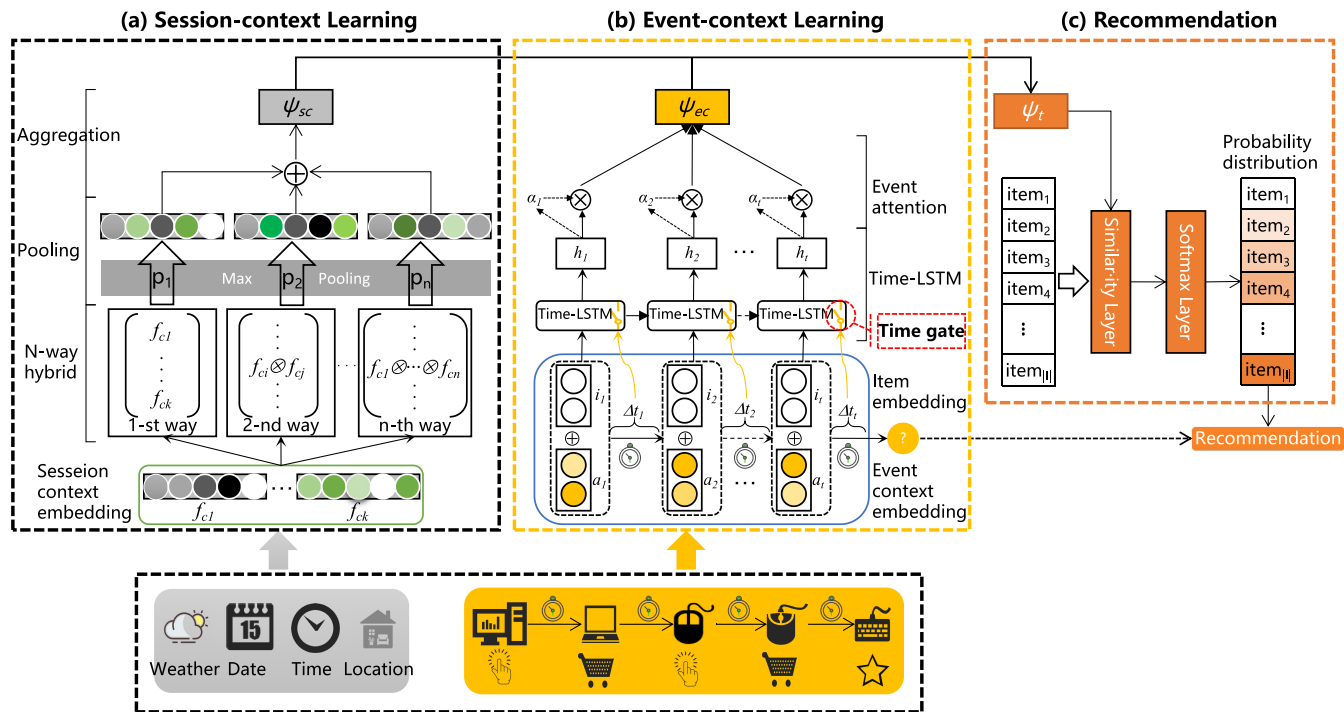 (a) Session-context Learning
Aggregation
ψsc
Pooling
p1
Max
p2
Pooling
pn
N-way
hybrid
fc1
fck
1-st way
fci⊗fcj
2-nd way
fc1⊗···⊗fcn
n-th way
Sesseion
context
embedding
fc1
fck
(b) Event-context Learning
ψec
α1
α2
αt
Event
attention
h1
h2
ht
Time-LSTM
Time-LSTM
Time-LSTM
Time-LSTM
Time gate
i1
i2
it
Δt1
Δt2
Δtt
Item
embedding
?
a1
a2
at
Event
context
embedding
(c) Recommendation
ψt
Probability
distribution
item1
item2
item3
item4
item|I|
Similar-ity Layer
Softmax Layer
item1
item2
item3
item4
item|I|
Recommendation
15
Weather
Date
Time
Location